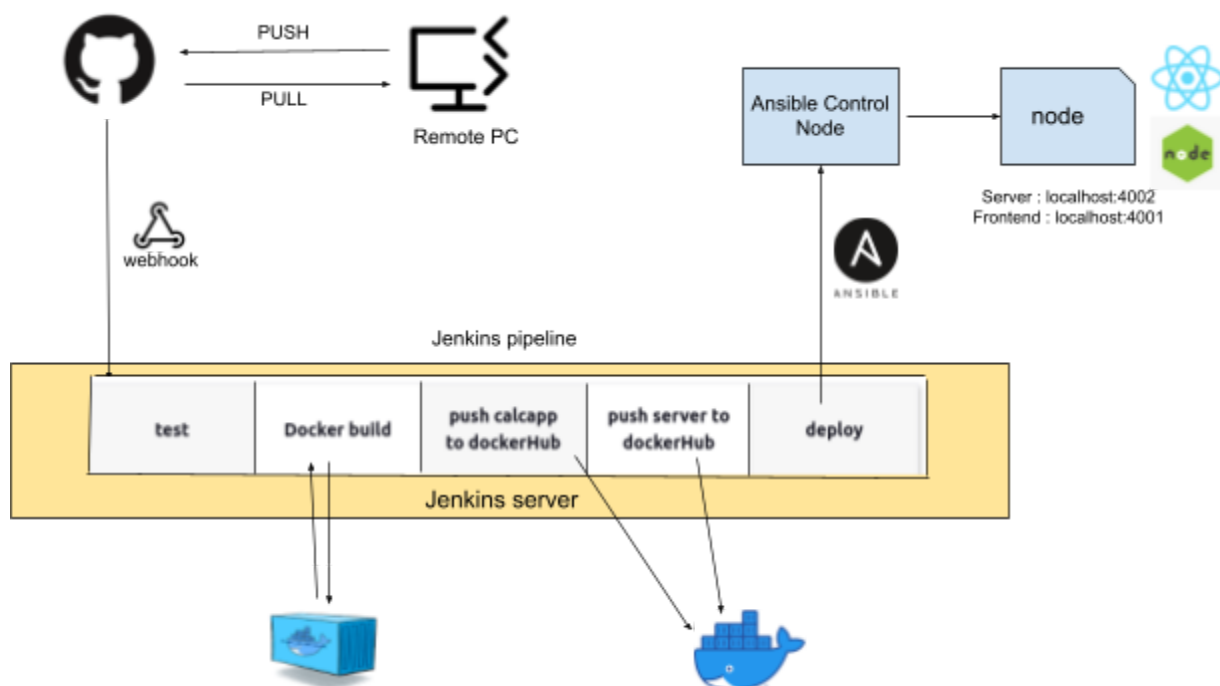 PUSH
PULL
Remote PC
webhook
Ansible Control
Node
node
node
Server : localhost:4002
Frontend : localhost:4001
ANSIBLE
Jenkins pipeline
test
Docker build
push calcapp
to dockerHub
push server to
dockerHub
deploy
Jenkins server